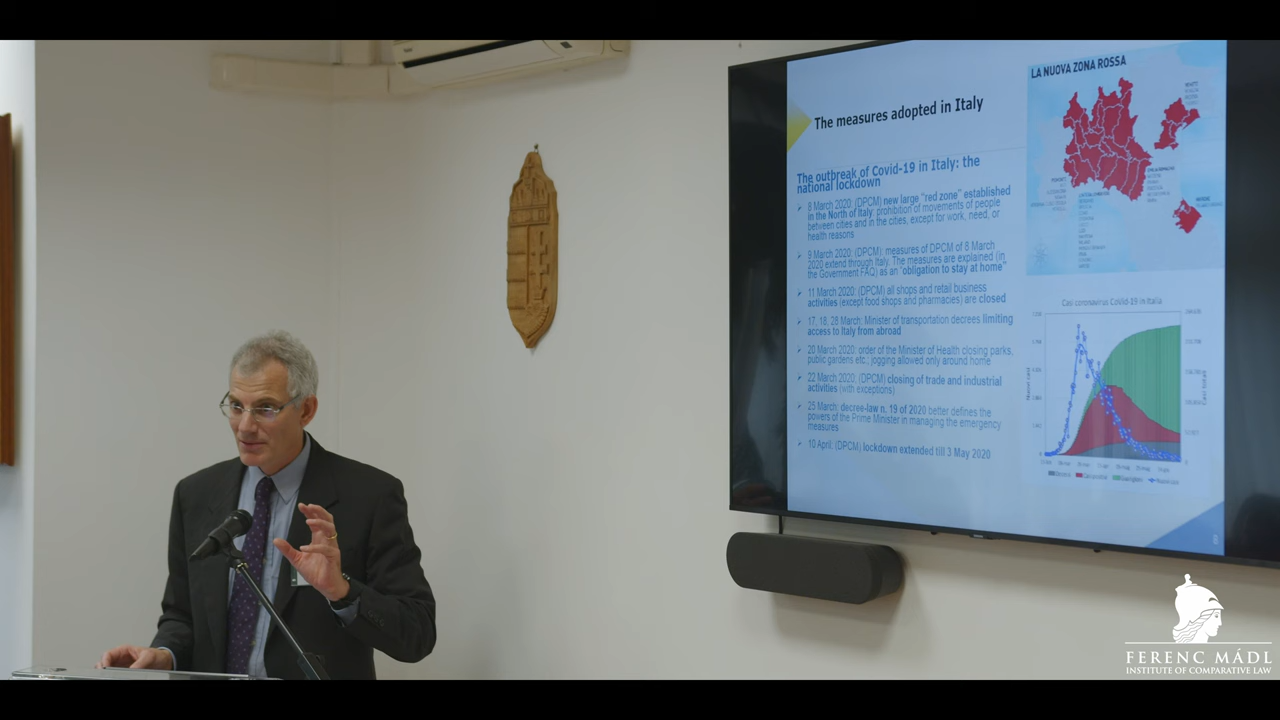 The measures adopted in Italy
The outbreak of Covid-19 in Italy: the
national lockdown
8 March 2020: (DPCM) new large “red zone” established
in the North of Italy: prohibition of movements of people
between cities and in the cities, except for work, need, or
health reasons
9 March 2020: (DPCM): measures of DPCM of 8 March
2020 extend through Italy. The measures are explained (in
the Government FAQ) as an “obligation to stay at home”
11 March 2020: (DPCM) all shops and retail business
activities (except food shops and pharmacies) are closed
17, 18, 28 March: Minister of transportation decrees limiting
access to Italy from abroad
20 March 2020: order of the Minister of Health closing parks,
public gardens etc.; jogging allowed only around home
22 March 2020, (DPCM) closing of trade and industrial
activities (with exceptions)
25 March: decree-law n. 19 of 2020 better defines the
powers of the Prime Minister in managing the emergency
measures
10 April: (DPCM) lockdown extended till 3 May 2020
LA NUOVA ZONA ROSSA
Casi coronavirus CoVid-19 in Italia
FERENC MÁDL
INSTITUTE OF COMPARATIVE LAW